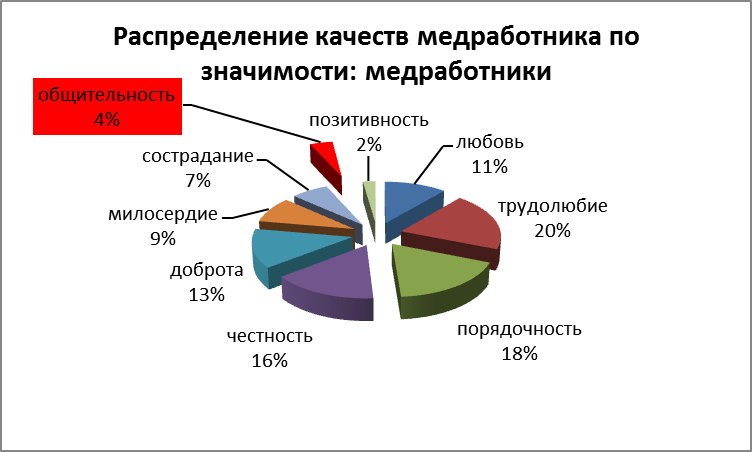 Распределение качеств медработника по
значимости: медработники
общительность
4%
позитивность
2%
любовь
11%
сострадание
7%
трудолюбие
20%
милосердие
9%
доброта
13%
порядочность
18%
честность
16%